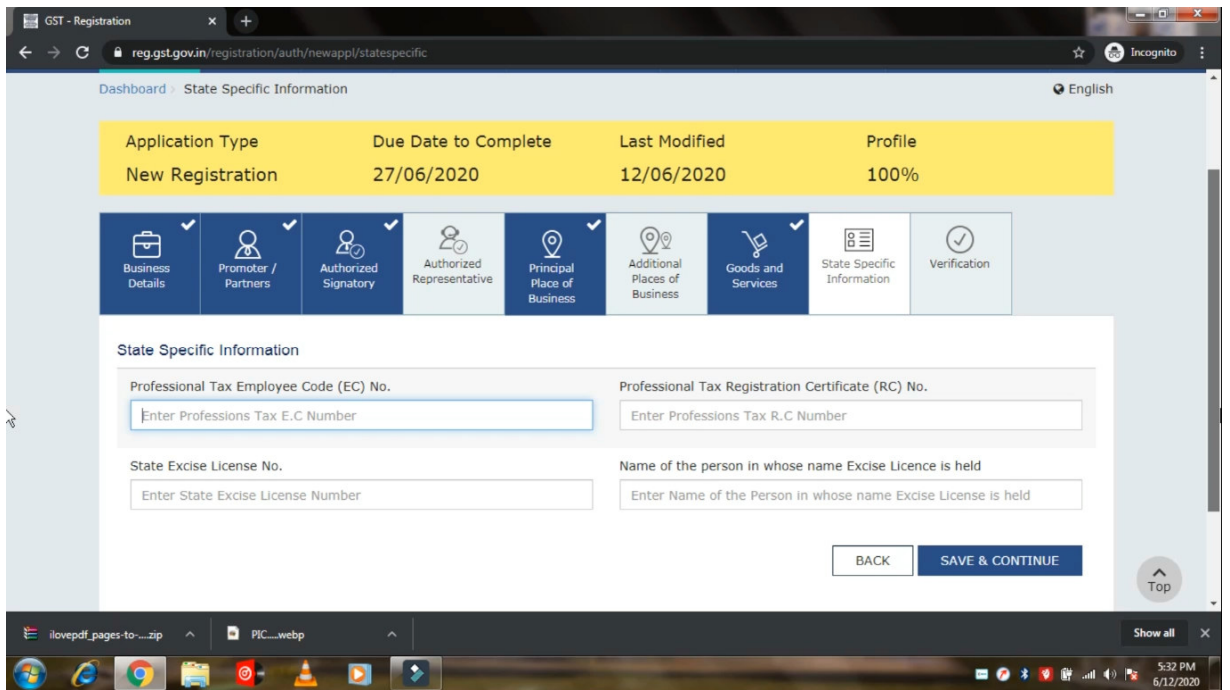 GST - Registration
reg.gst.gov.in/registration/auth/newappl/statespecific
Incognito
Dashboard > State Specific Information
English
Application Type Due Date to Complete Last Modified Profile
New Registration 27/06/2020 12/06/2020 100%
Business Details
Promoter / Partners
Authorized Signatory
Authorized Representative
Principal Place of Business
Additional Places of Business
Goods and Services
State Specific Information
Verification
State Specific Information
Professional Tax Employee Code (EC) No.
Enter Professions Tax E.C Number
Professional Tax Registration Certificate (RC) No.
Enter Professions Tax R.C Number
State Excise License No.
Enter State Excise License Number
Name of the person in whose name Excise Licence is held
Enter Name of the Person in whose name Excise License is held
BACK
SAVE & CONTINUE
Top
ilovepdf_pages-to-....zip
PIC....webp
Show all
5:32 PM
6/12/2020